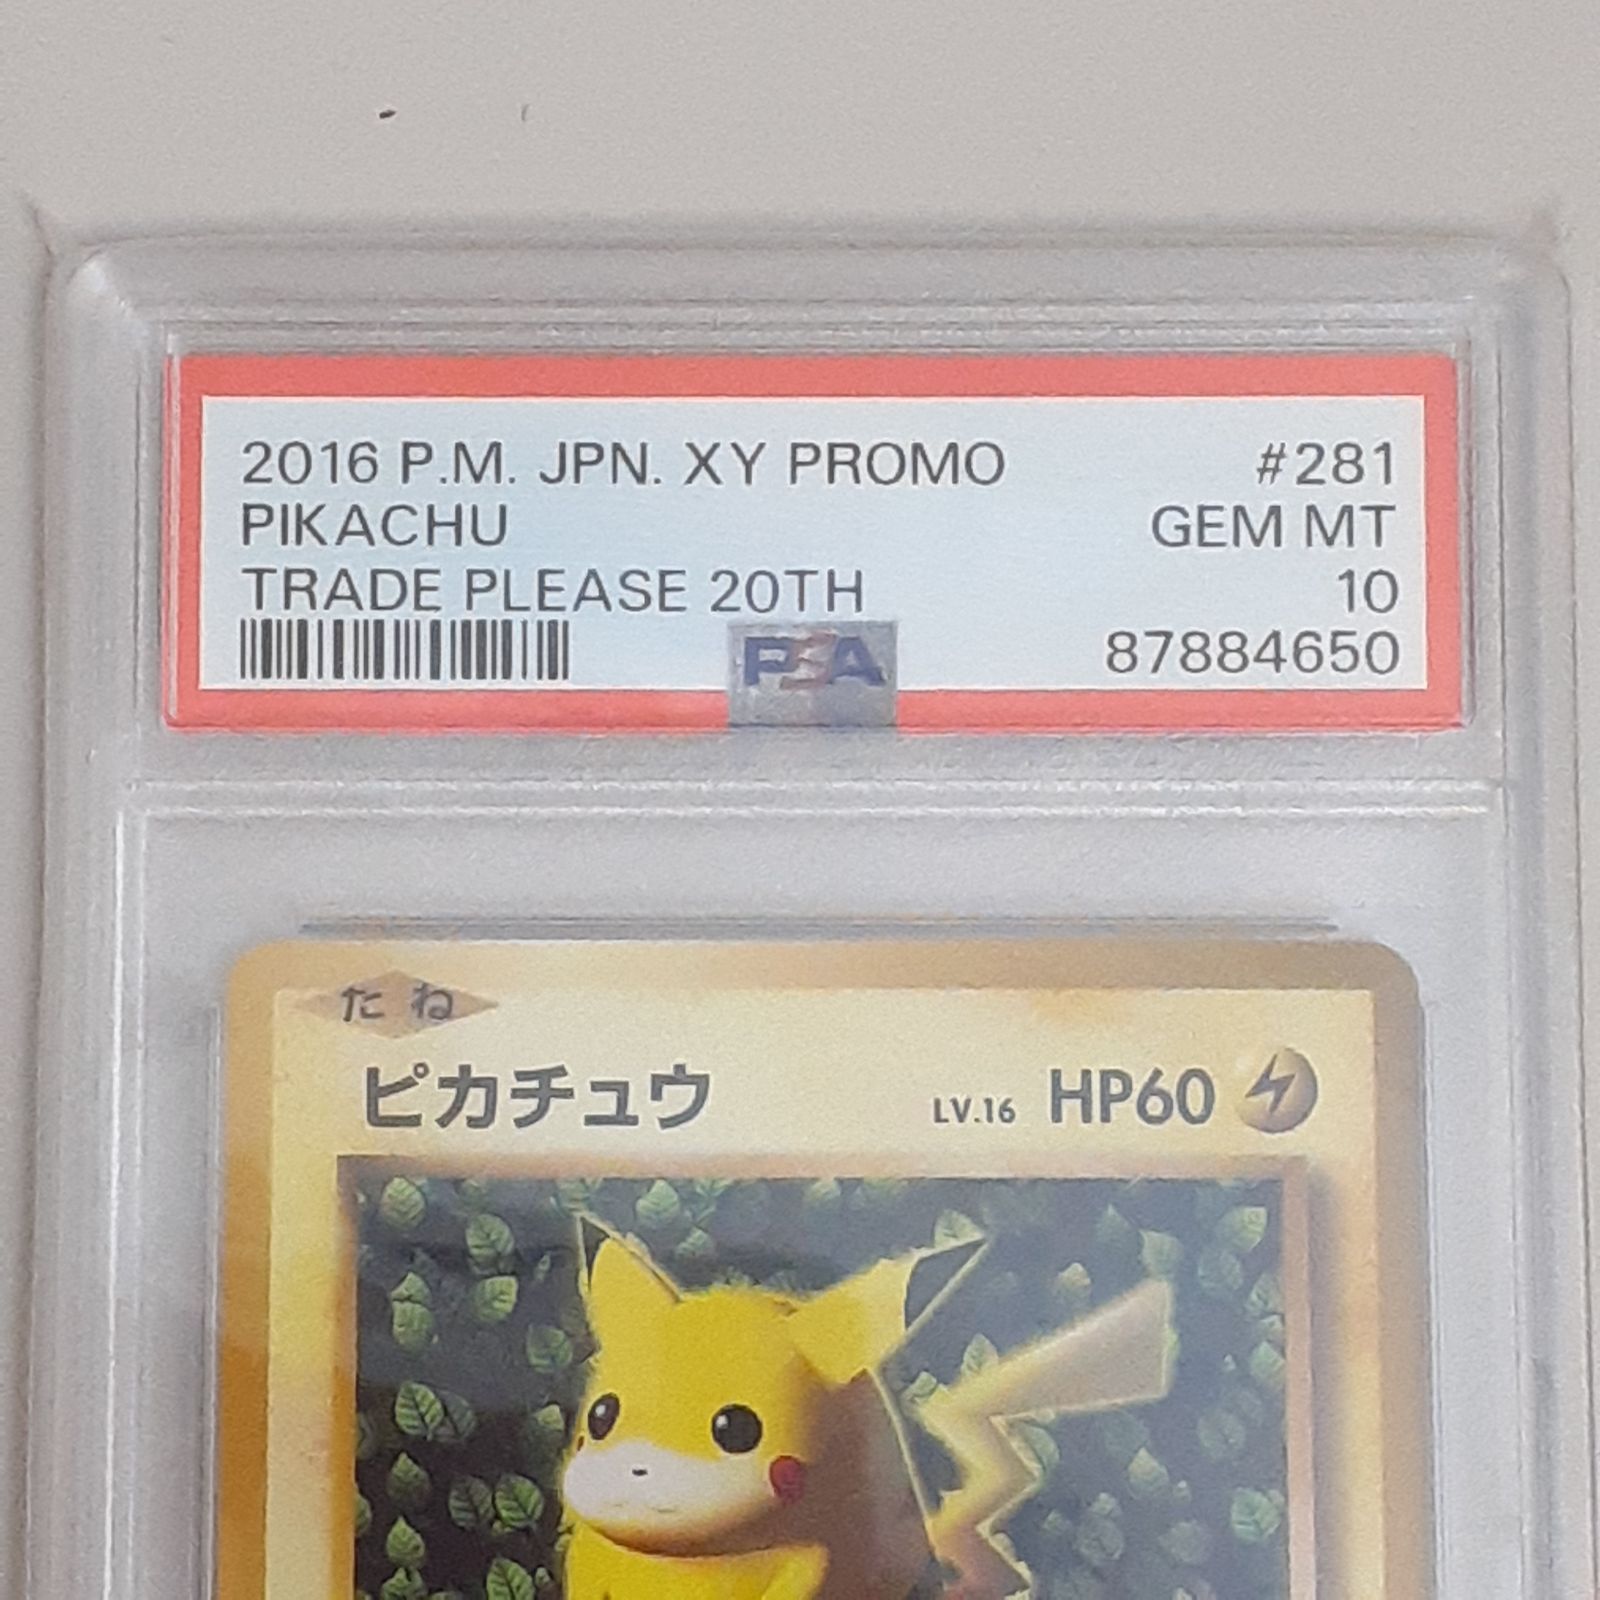 2016 P.M. JPN. XY PROMO #281
PIKACHU GEM MT
TRADE PLEASE 20TH 10
PSA 87884650
たね
ピカチュウ LV.16 HP60